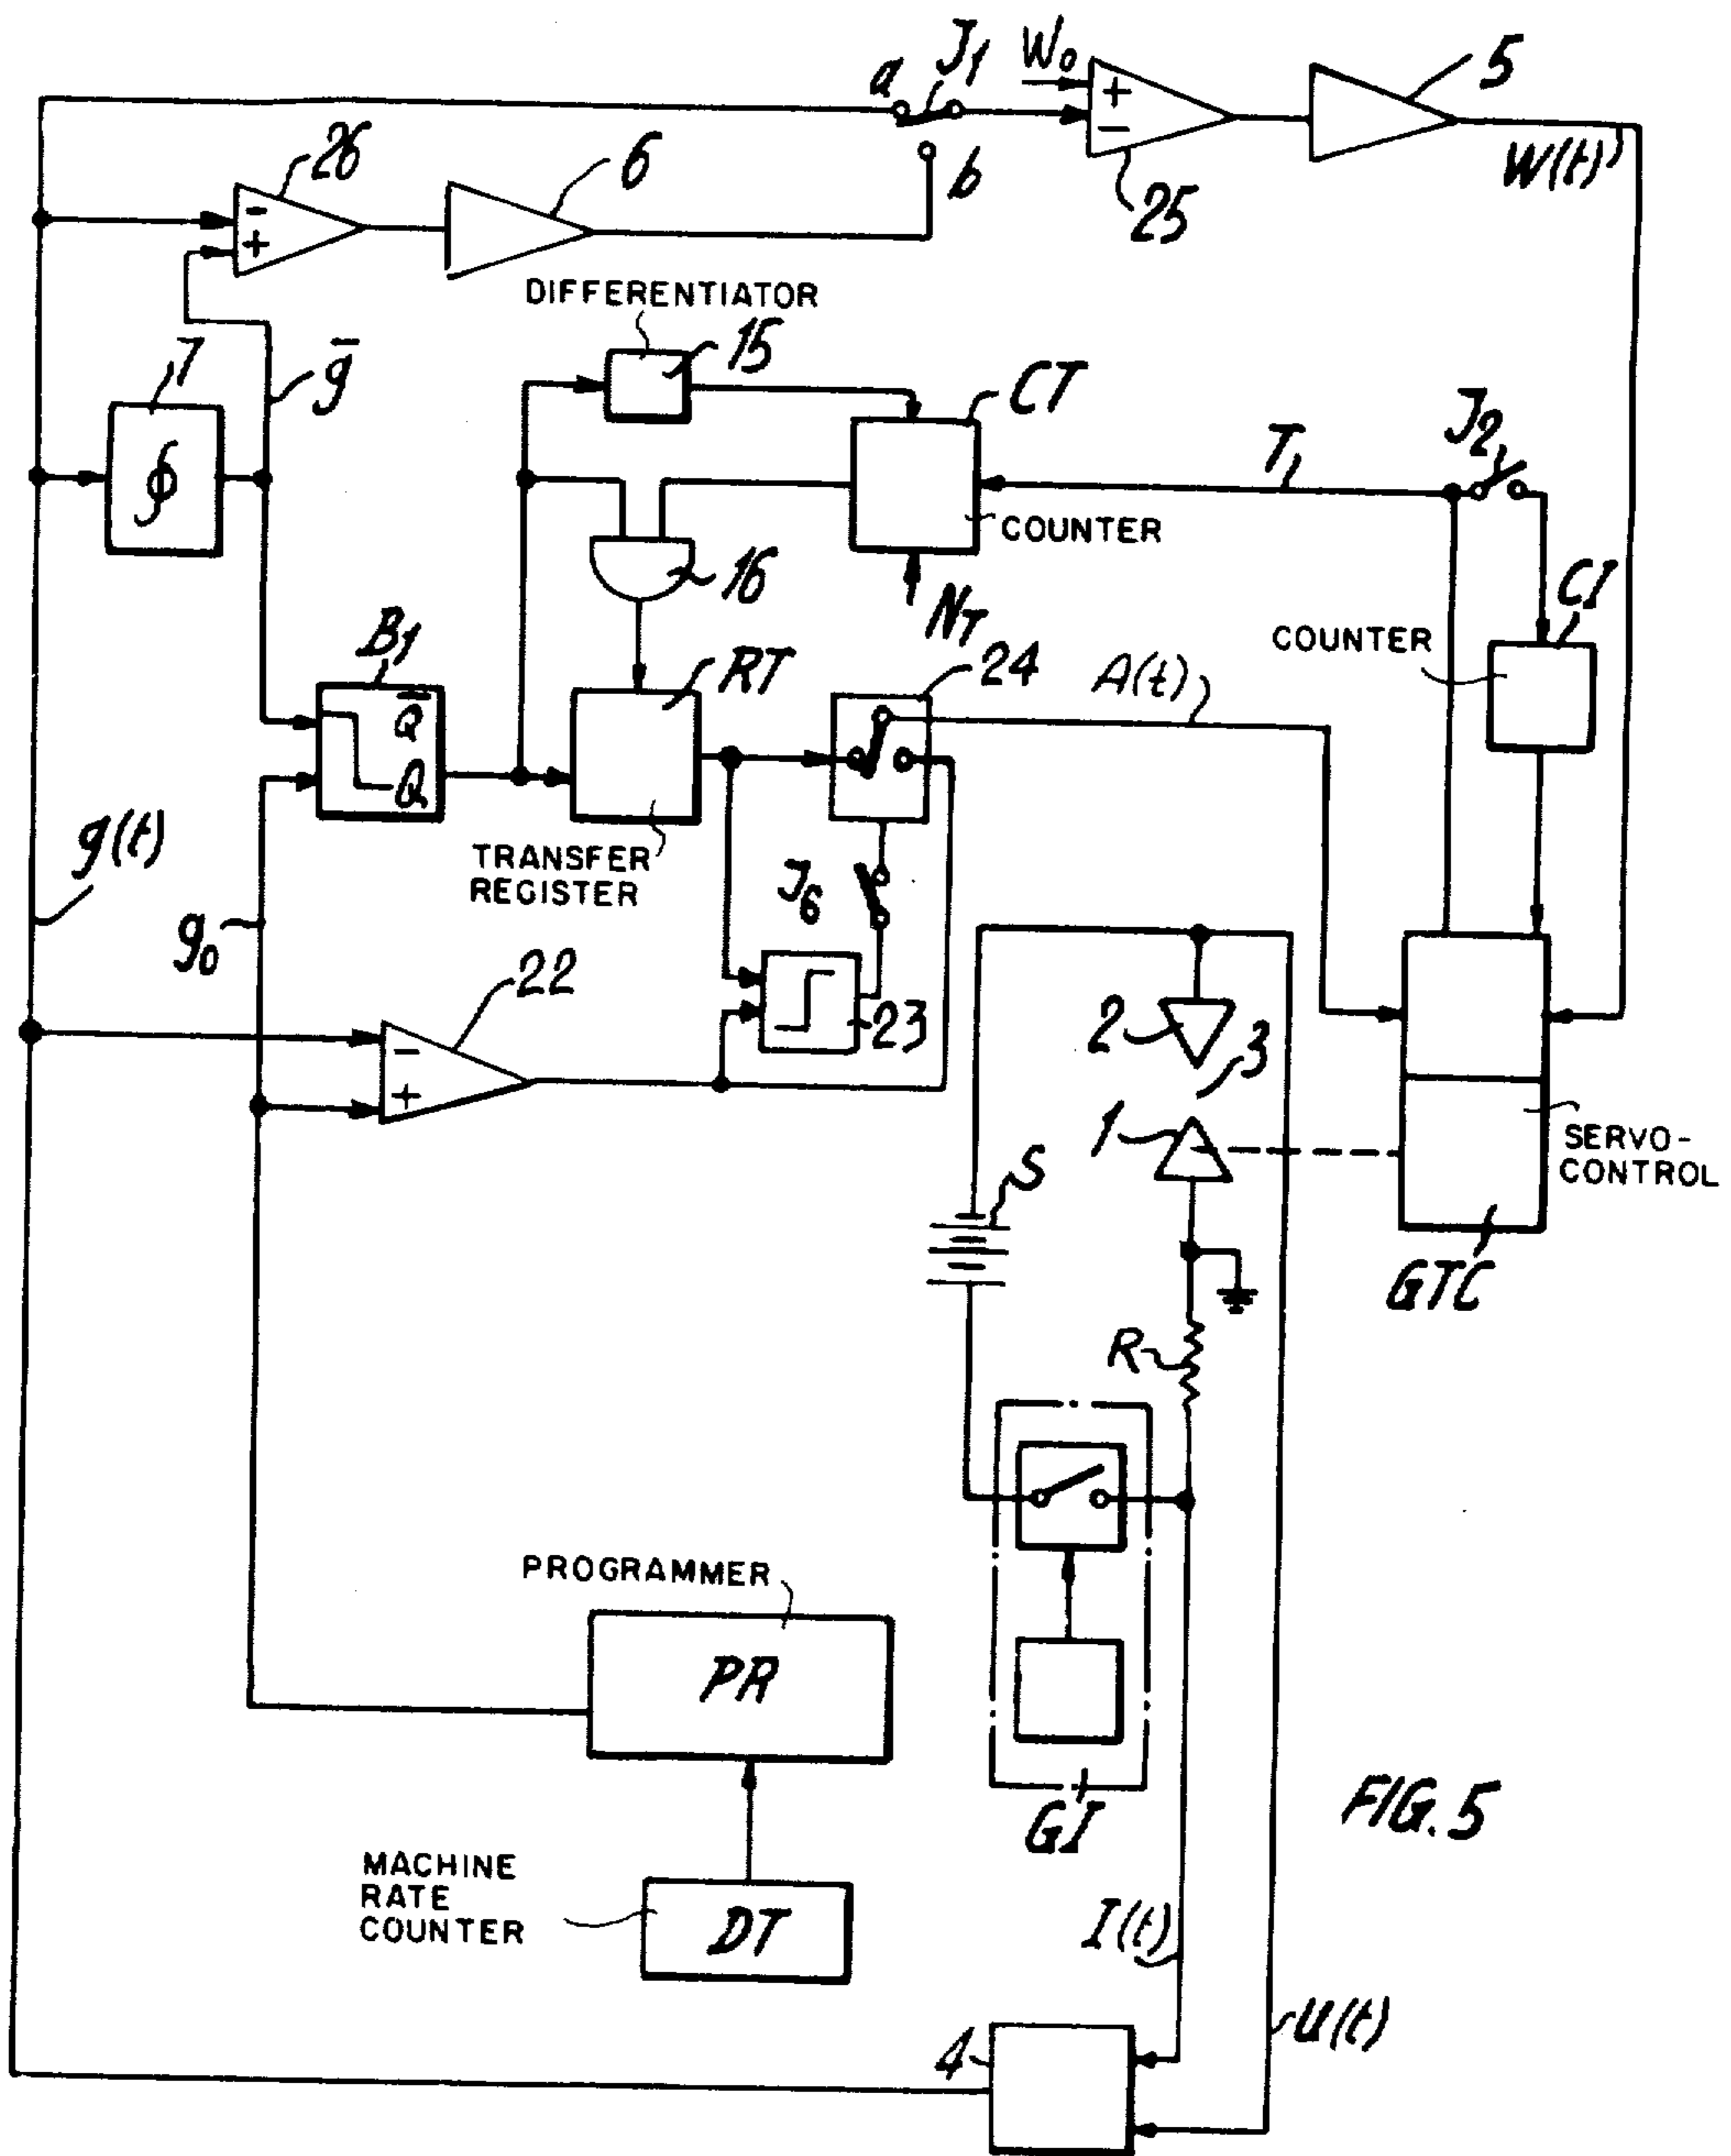 a
J1
W0
+
−
5
W(t)
25
26
6
b
-
+
DIFFERENTIATOR
15
7
g̅
CT
T1
J2
COUNTER
16
NT
CI
COUNTER
B1
Q̅
Q
RT
24
A(t)
TRANSFER
REGISTER
g(t)
g0
J6
22
-
+
23
2
3
1
SERVO-
CONTROL
S
GTC
R
PROGRAMMER
PR
GI
FIG. 5
MACHINE
RATE
COUNTER
DT
I(t)
4
U(t)